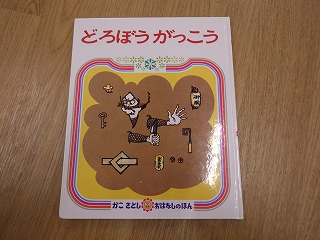 どろぼう がっこう
かこ さとし おはなしのほん